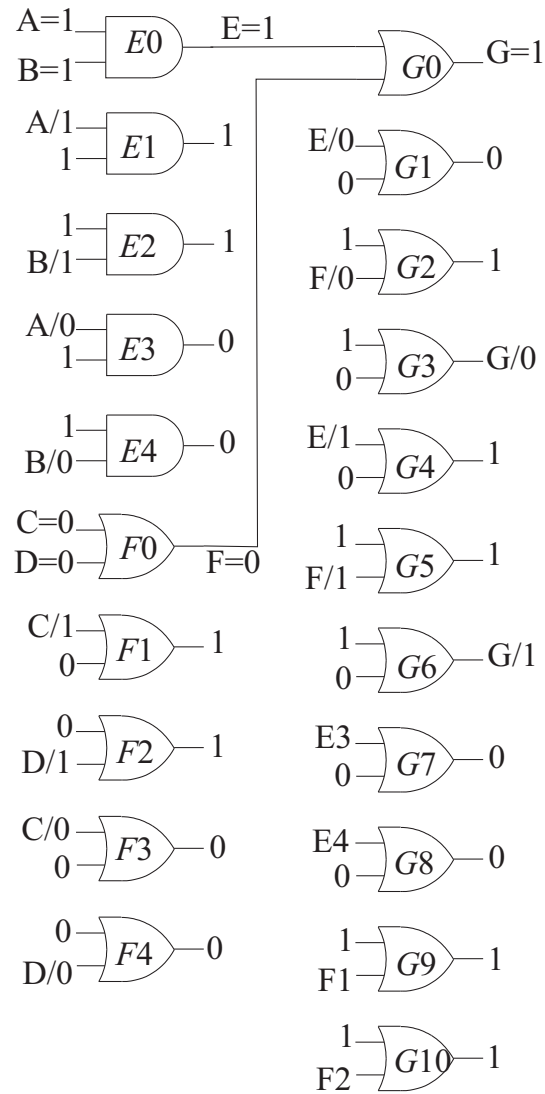 A=1
B=1
E0
E=1
A/1
1
E1
1
1
B/1
E2
1
A/0
1
E3
0
1
B/0
E4
0
C=0
D=0
F0
F=0
C/1
0
F1
1
0
D/1
F2
1
C/0
0
F3
0
0
D/0
F4
0
G0
G=1
E/0
0
G1
0
1
F/0
G2
1
1
0
G3
G/0
E/1
0
G4
1
1
F/1
G5
1
1
0
G6
G/1
E3
0
G7
0
E4
0
G8
0
1
F1
G9
1
1
F2
G10
1